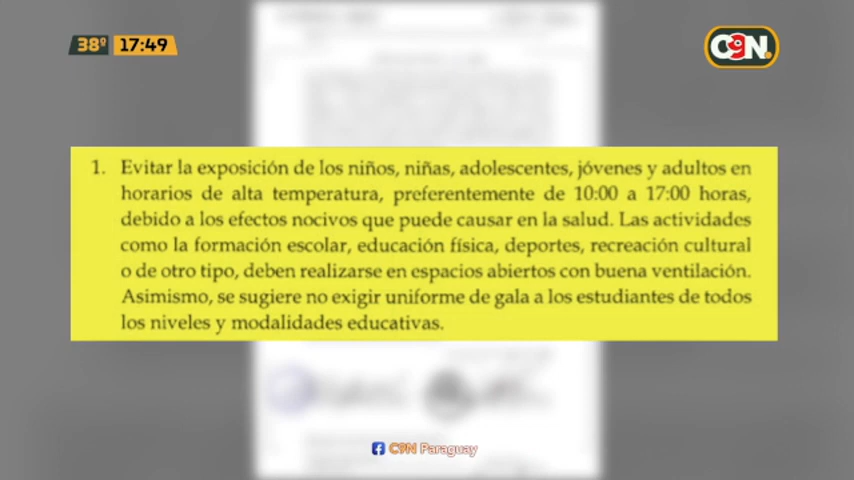 38º 17:49
C9N.
1. Evitar la exposición de los niños, niñas, adolescentes, jóvenes y adultos en
horarios de alta temperatura, preferentemente de 10:00 a 17:00 horas,
debido a los efectos nocivos que puede causar en la salud. Las actividades
como la formación escolar, educación física, deportes, recreación cultural
o de otro tipo, deben realizarse en espacios abiertos con buena ventilación.
Asimismo, se sugiere no exigir uniforme de gala a los estudiantes de todos
los niveles y modalidades educativas.
C9N Paraguay